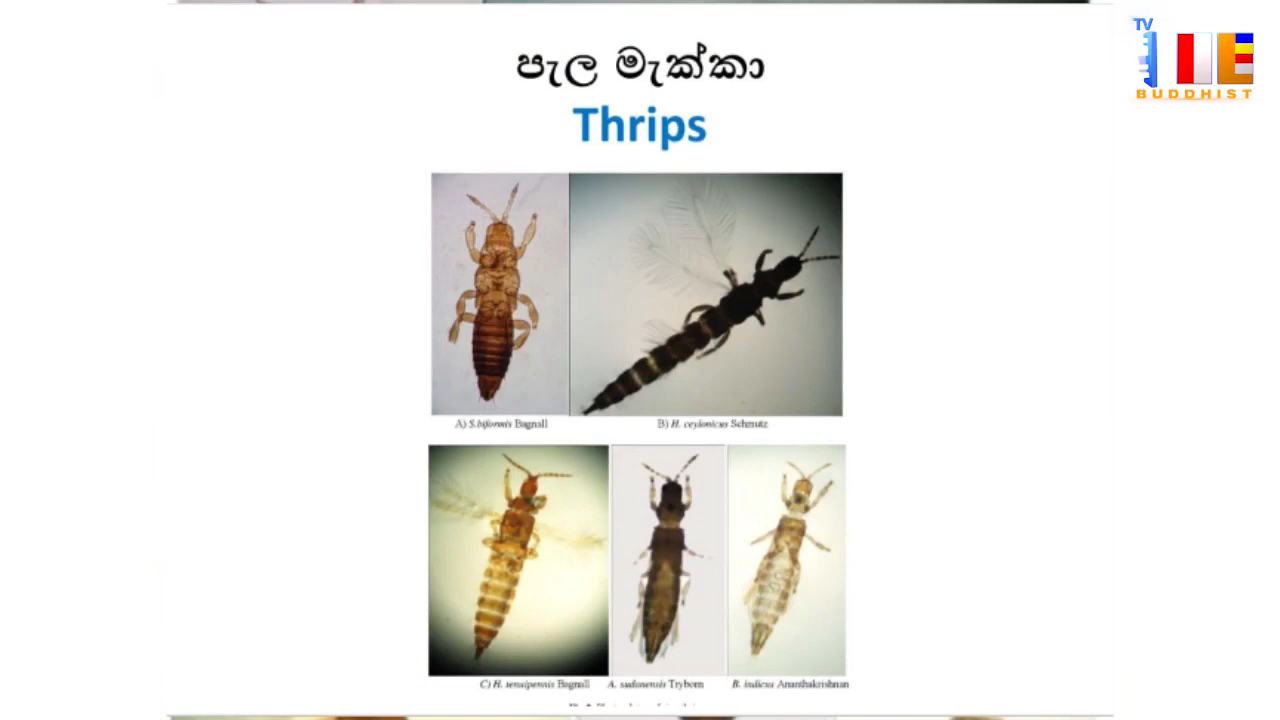 TV
BUDDHIST
පැල මැක්කා
Thrips
A) S.biformis Bagnall
B) H. ceylonicus Schmutz
C) H. tenuipennis Bagnall
A. sudanensis Trybom
B. indicus Ananthakrishnan